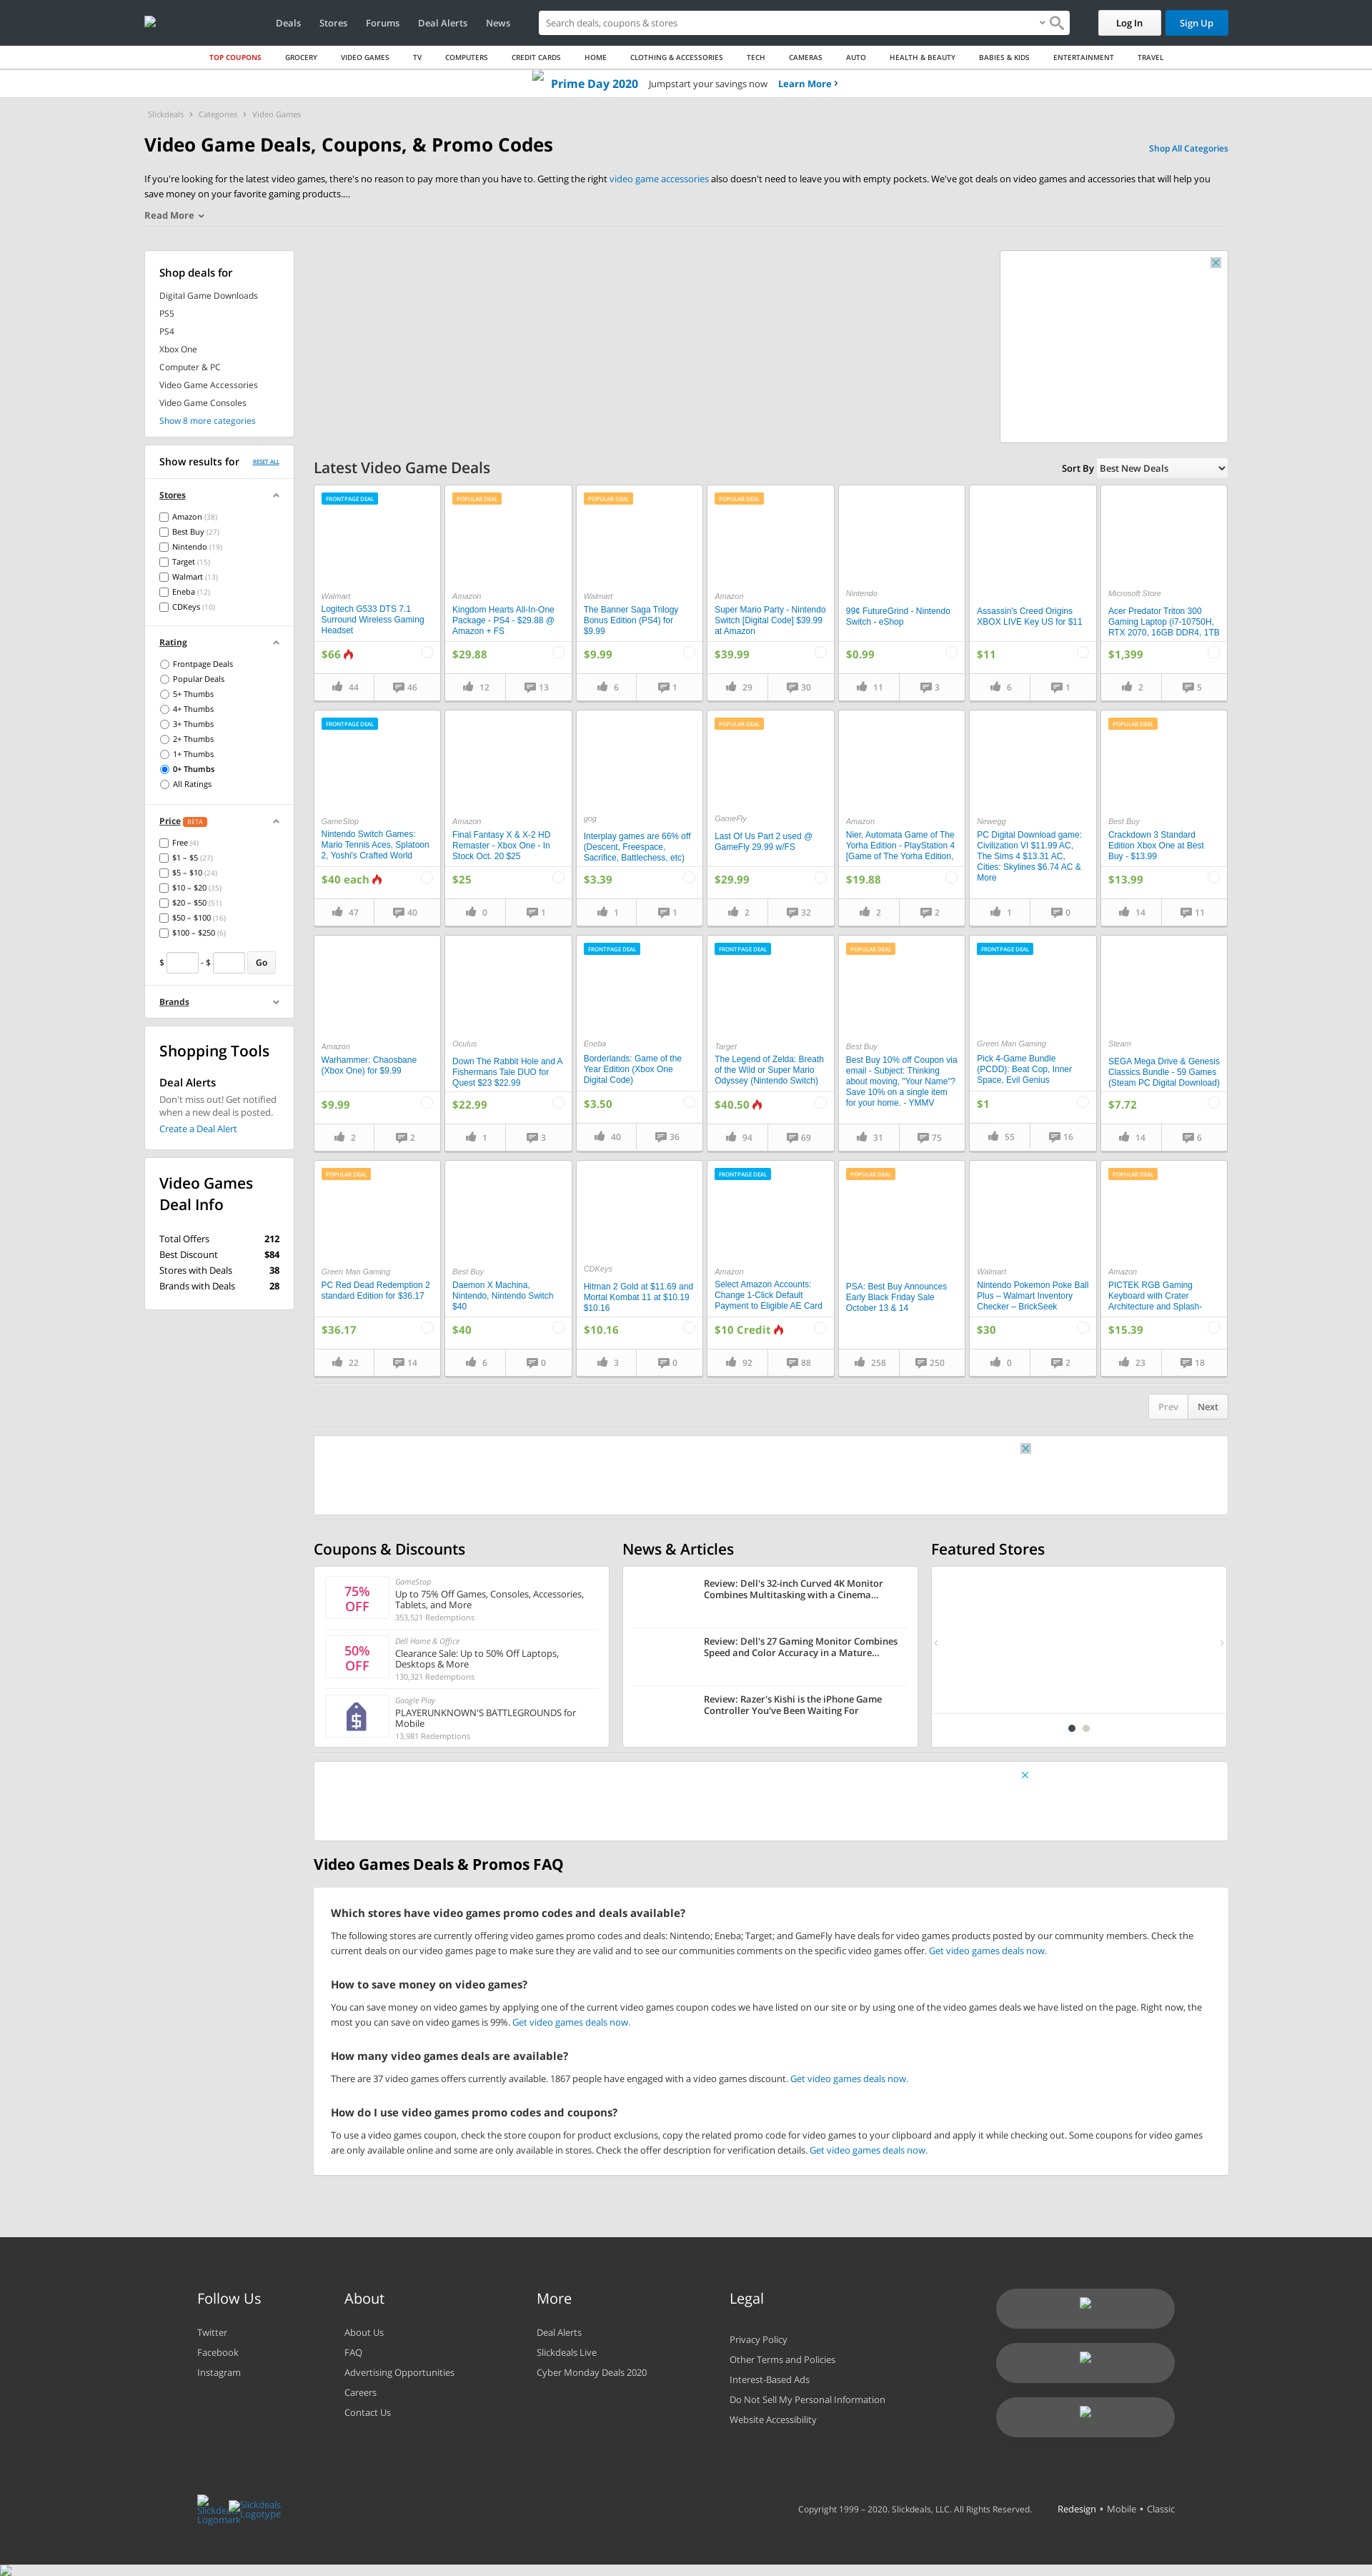 Deals Stores Forums Deal Alerts News
Search deals, coupons & stores
Log In
Sign Up
TOP COUPONS GROCERY VIDEO GAMES TV COMPUTERS CREDIT CARDS HOME CLOTHING & ACCESSORIES TECH CAMERAS AUTO HEALTH & BEAUTY BABIES & KIDS ENTERTAINMENT TRAVEL
Prime Day 2020 Jumpstart your savings now Learn More
Slickdeals Categories Video Games
Video Game Deals, Coupons, & Promo Codes
Shop All Categories
If you're looking for the latest video games, there's no reason to pay more than you have to. Getting the right video game accessories also doesn't need to leave you with empty pockets. We've got deals on video games and accessories that will help you
save money on your favorite gaming products....
Read More
Shop deals for
Digital Game Downloads
PS5
PS4
Xbox One
Computer & PC
Video Game Accessories
Video Game Consoles
Show 8 more categories
Show results for RESET ALL
Stores
Amazon (38)
Best Buy (27)
Nintendo (19)
Target (15)
Walmart (13)
Eneba (12)
CDKeys (10)
Rating
Frontpage Deals
Popular Deals
5+ Thumbs
4+ Thumbs
3+ Thumbs
2+ Thumbs
1+ Thumbs
0+ Thumbs
All Ratings
Price BETA
Free (4)
$1 – $5 (27)
$5 – $10 (24)
$10 – $20 (35)
$20 – $50 (51)
$50 – $100 (16)
$100 – $250 (6)
$ - $ Go
Brands
Shopping Tools
Deal Alerts
Don't miss out! Get notified
when a new deal is posted.
Create a Deal Alert
Video Games
Deal Info
Total Offers 212
Best Discount $84
Stores with Deals 38
Brands with Deals 28
Latest Video Game Deals
Sort By Best New Deals
FRONTPAGE DEAL
Walmart
Logitech G533 DTS 7.1
Surround Wireless Gaming
Headset
$66
44 46
POPULAR DEAL
Amazon
Kingdom Hearts All-In-One
Package - PS4 - $29.88 @
Amazon + FS
$29.88
12 13
POPULAR DEAL
Walmart
The Banner Saga Trilogy
Bonus Edition (PS4) for
$9.99
$9.99
6 1
POPULAR DEAL
Amazon
Super Mario Party - Nintendo
Switch [Digital Code] $39.99
at Amazon
$39.99
29 30
Nintendo
99¢ FutureGrind - Nintendo
Switch - eShop
$0.99
11 3
Assassin's Creed Origins
XBOX LIVE Key US for $11
$11
6 1
Microsoft Store
Acer Predator Triton 300
Gaming Laptop (i7-10750H,
RTX 2070, 16GB DDR4, 1TB
$1,399
2 5
FRONTPAGE DEAL
GameStop
Nintendo Switch Games:
Mario Tennis Aces, Splatoon
2, Yoshi's Crafted World
$40 each
47 40
Amazon
Final Fantasy X & X-2 HD
Remaster - Xbox One - In
Stock Oct. 20 $25
$25
0 1
gog
Interplay games are 66% off
(Descent, Freespace,
Sacrifice, Battlechess, etc)
$3.39
1 1
POPULAR DEAL
GameFly
Last Of Us Part 2 used @
GameFly 29.99 w/FS
$29.99
2 32
Amazon
Nier, Automata Game of The
Yorha Edition - PlayStation 4
[Game of The Yorha Edition,
$19.88
2 2
Newegg
PC Digital Download game:
Civilization VI $11.99 AC,
The Sims 4 $13.31 AC,
Cities: Skylines $6.74 AC &
More
1 0
POPULAR DEAL
Best Buy
Crackdown 3 Standard
Edition Xbox One at Best
Buy - $13.99
$13.99
14 11
Amazon
Warhammer: Chaosbane
(Xbox One) for $9.99
$9.99
2 2
Oculus
Down The Rabbit Hole and A
Fishermans Tale DUO for
Quest $23 $22.99
$22.99
1 3
FRONTPAGE DEAL
Eneba
Borderlands: Game of the
Year Edition (Xbox One
Digital Code)
$3.50
40 36
FRONTPAGE DEAL
Target
The Legend of Zelda: Breath
of the Wild or Super Mario
Odyssey (Nintendo Switch)
$40.50
94 69
POPULAR DEAL
Best Buy
Best Buy 10% off Coupon via
email - Subject: Thinking
about moving, "Your Name"?
Save 10% on a single item
for your home. - YMMV
31 75
FRONTPAGE DEAL
Green Man Gaming
Pick 4-Game Bundle
(PCDD): Beat Cop, Inner
Space, Evil Genius
$1
55 16
Steam
SEGA Mega Drive & Genesis
Classics Bundle - 59 Games
(Steam PC Digital Download)
$7.72
14 6
POPULAR DEAL
Green Man Gaming
PC Red Dead Redemption 2
standard Edition for $36.17
$36.17
22 14
Best Buy
Daemon X Machina,
Nintendo, Nintendo Switch
$40
$40
6 0
CDKeys
Hitman 2 Gold at $11.69 and
Mortal Kombat 11 at $10.19
$10.16
$10.16
3 0
FRONTPAGE DEAL
Amazon
Select Amazon Accounts:
Change 1-Click Default
Payment to Eligible AE Card
$10 Credit
92 88
POPULAR DEAL
PSA: Best Buy Announces
Early Black Friday Sale
October 13 & 14
258 250
Walmart
Nintendo Pokemon Poke Ball
Plus – Walmart Inventory
Checker – BrickSeek
$30
0 2
POPULAR DEAL
Amazon
PICTEK RGB Gaming
Keyboard with Crater
Architecture and Splash-
$15.39
23 18
Prev Next
Coupons & Discounts
75%
OFF
GameStop
Up to 75% Off Games, Consoles, Accessories,
Tablets, and More
353,521 Redemptions
50%
OFF
Dell Home & Office
Clearance Sale: Up to 50% Off Laptops,
Desktops & More
130,321 Redemptions
Google Play
PLAYERUNKNOWN'S BATTLEGROUNDS for
Mobile
13,981 Redemptions
News & Articles
Review: Dell's 32-inch Curved 4K Monitor
Combines Multitasking with a Cinema...
Review: Dell's 27 Gaming Monitor Combines
Speed and Color Accuracy in a Mature...
Review: Razer's Kishi is the iPhone Game
Controller You've Been Waiting For
Featured Stores
Video Games Deals & Promos FAQ
Which stores have video games promo codes and deals available?
The following stores are currently offering video games promo codes and deals: Nintendo; Eneba; Target; and GameFly have deals for video games products posted by our community members. Check the
current deals on our video games page to make sure they are valid and to see our communities comments on the specific video games offer. Get video games deals now.
How to save money on video games?
You can save money on video games by applying one of the current video games coupon codes we have listed on our site or by using one of the video games deals we have listed on the page. Right now, the
most you can save on video games is 99%. Get video games deals now.
How many video games deals are available?
There are 37 video games offers currently available. 1867 people have engaged with a video games discount. Get video games deals now.
How do I use video games promo codes and coupons?
To use a video games coupon, check the store coupon for product exclusions, copy the related promo code for video games to your clipboard and apply it while checking out. Some coupons for video games
are only available online and some are only available in stores. Check the offer description for verification details. Get video games deals now.
Follow Us
Twitter
Facebook
Instagram
About
About Us
FAQ
Advertising Opportunities
Careers
Contact Us
More
Deal Alerts
Slickdeals Live
Cyber Monday Deals 2020
Legal
Privacy Policy
Other Terms and Policies
Interest-Based Ads
Do Not Sell My Personal Information
Website Accessibility
Slickdeals
Logomark
Slickdeals
Logotype
Copyright 1999 – 2020. Slickdeals, LLC. All Rights Reserved. Redesign • Mobile • Classic